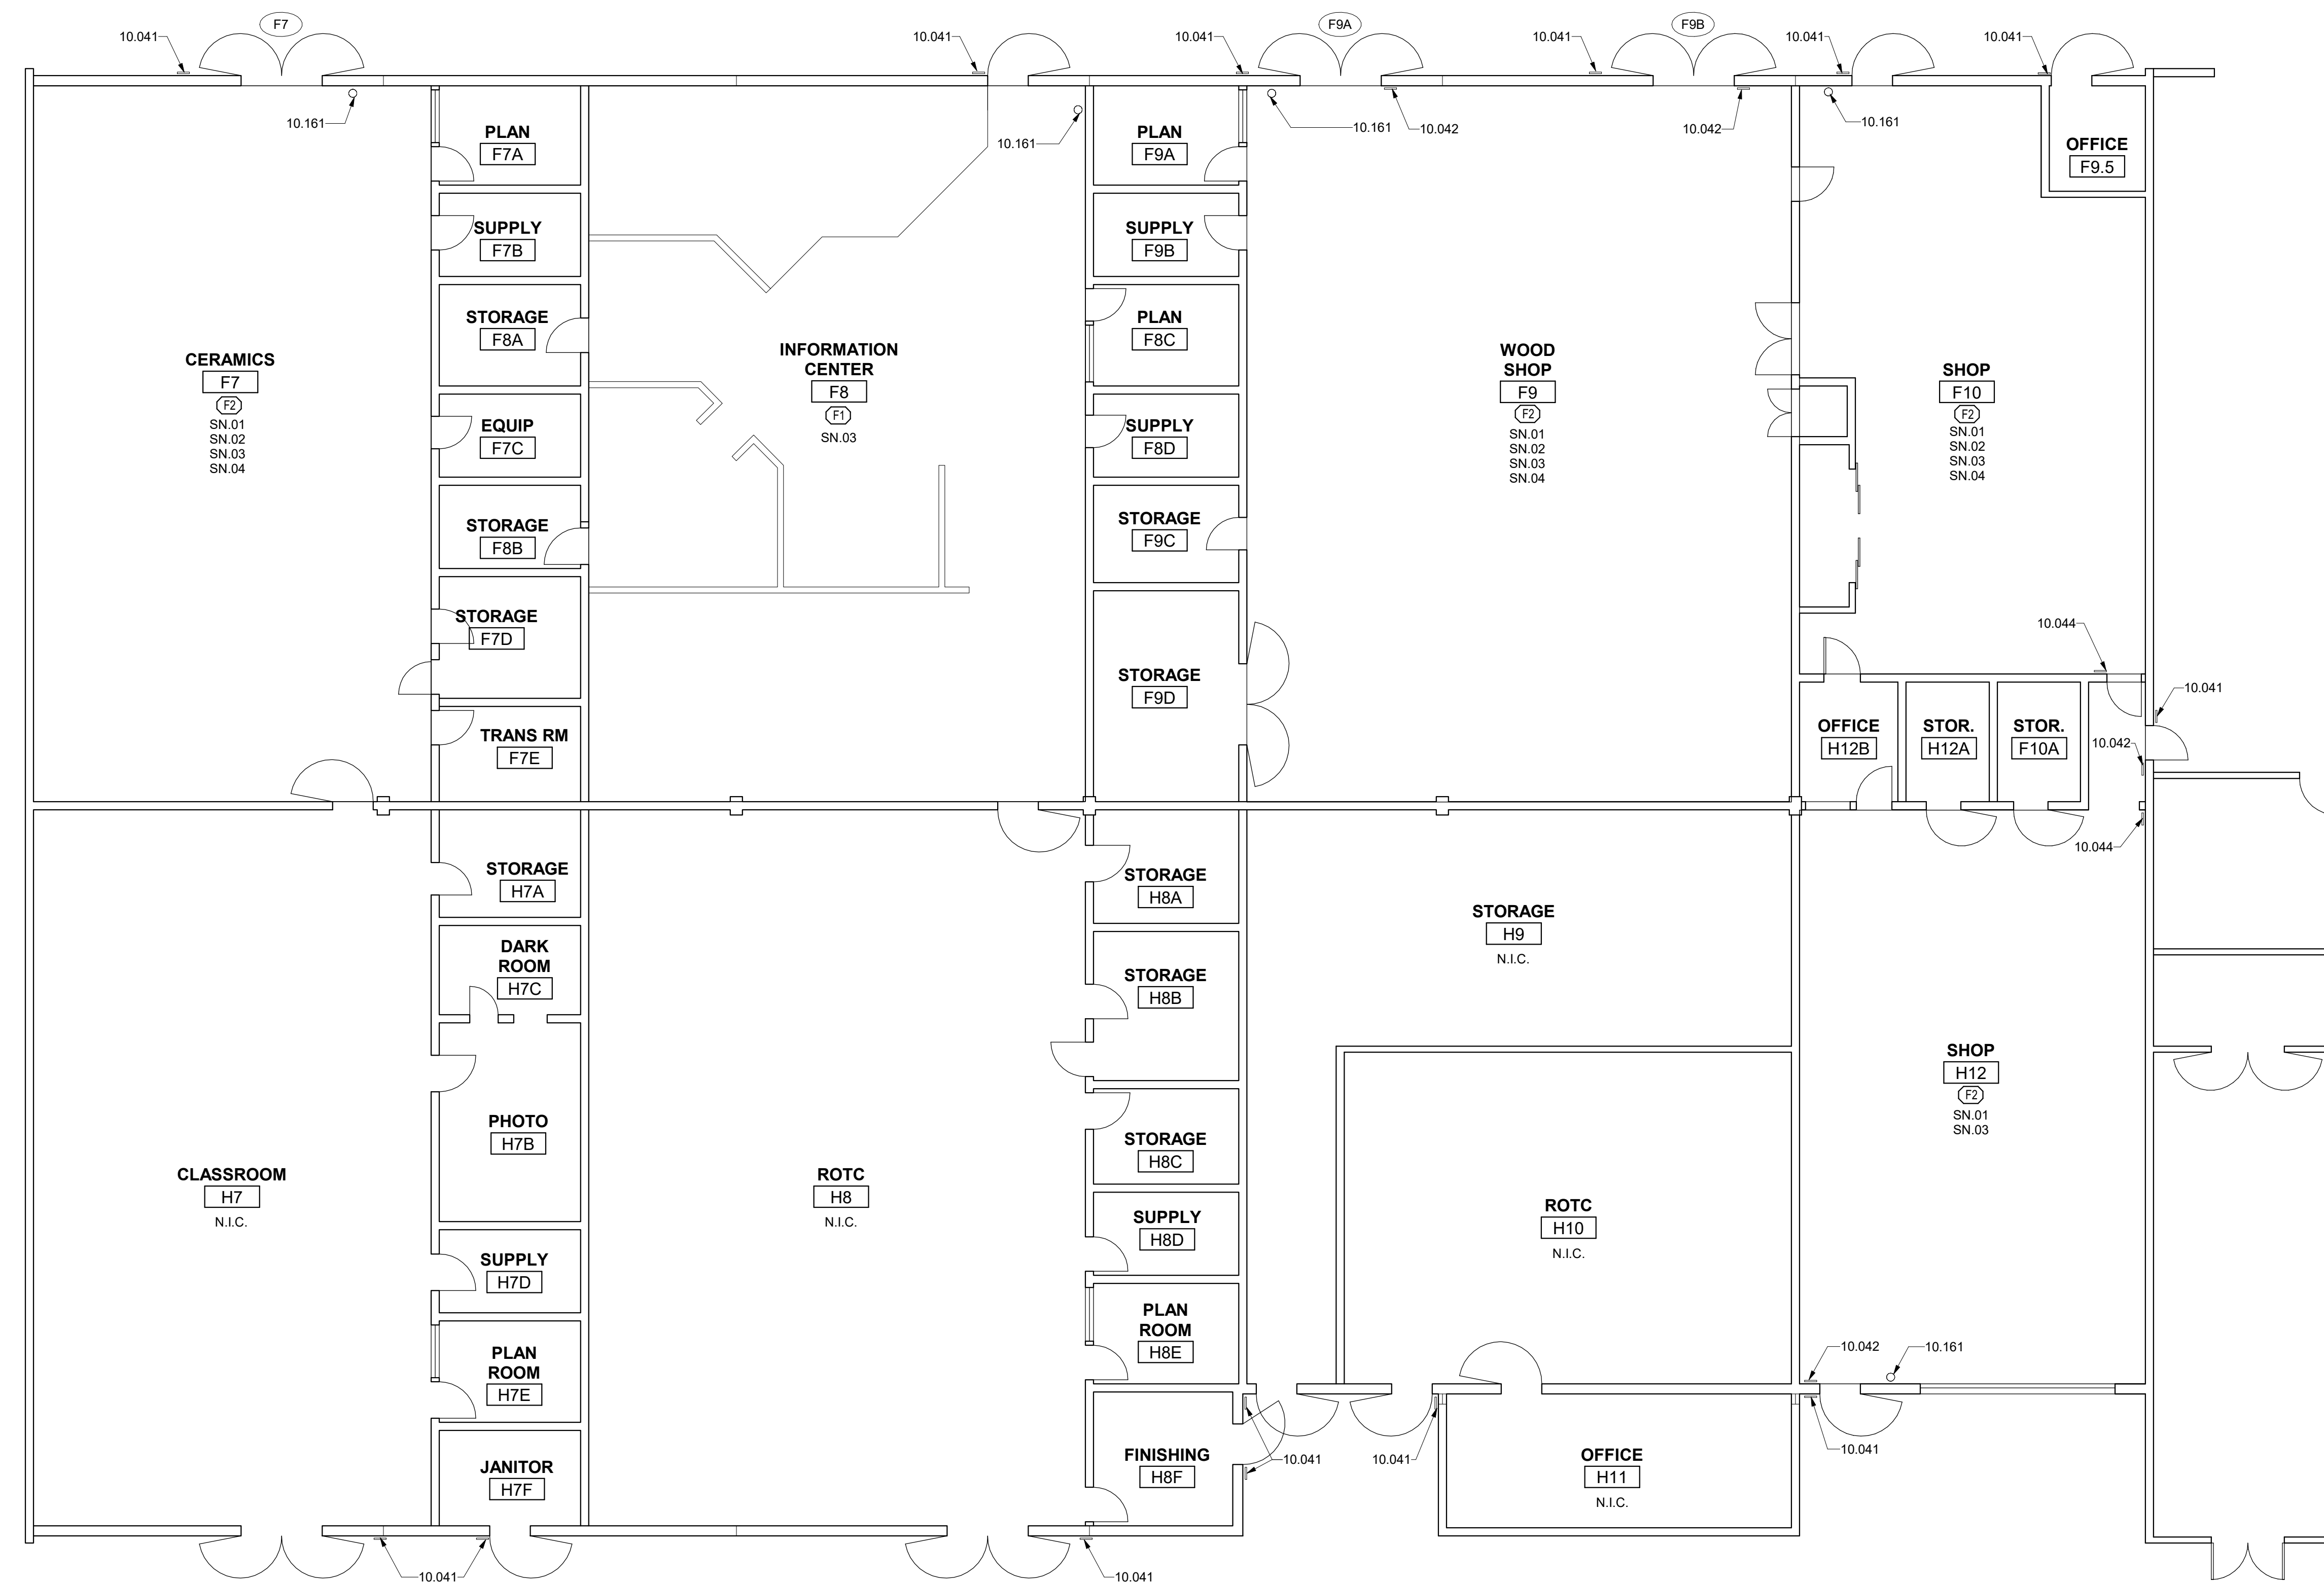 F7
F9A
F9B
10.041
10.041
10.041
10.041
10.041
10.041
10.161
10.161
10.161
10.042
10.042
10.161
PLAN
F7A
PLAN
F9A
OFFICE
F9.5
SUPPLY
F7B
SUPPLY
F9B
STORAGE
F8A
PLAN
F8C
CERAMICS
F7
F2
SN.01
SN.02
SN.03
SN.04
INFORMATION
CENTER
F8
F1
SN.03
WOOD
SHOP
F9
F2
SN.01
SN.02
SN.03
SN.04
SHOP
F10
F2
SN.01
SN.02
SN.03
SN.04
EQUIP
F7C
SUPPLY
F8D
STORAGE
F8B
STORAGE
F9C
STORAGE
F7D
STORAGE
F9D
10.044
10.041
TRANS RM
F7E
OFFICE
H12B
STOR.
H12A
STOR.
F10A
10.042
10.044
STORAGE
H7A
STORAGE
H8A
STORAGE
H9
N.I.C.
DARK
ROOM
H7C
STORAGE
H8B
SHOP
H12
F2
SN.01
SN.03
PHOTO
H7B
STORAGE
H8C
CLASSROOM
H7
N.I.C.
ROTC
H8
N.I.C.
ROTC
H10
N.I.C.
SUPPLY
H8D
SUPPLY
H7D
PLAN
ROOM
H8E
PLAN
ROOM
H7E
10.042
10.161
FINISHING
H8F
10.041
10.041
OFFICE
H11
N.I.C.
10.041
JANITOR
H7F
10.041
10.041